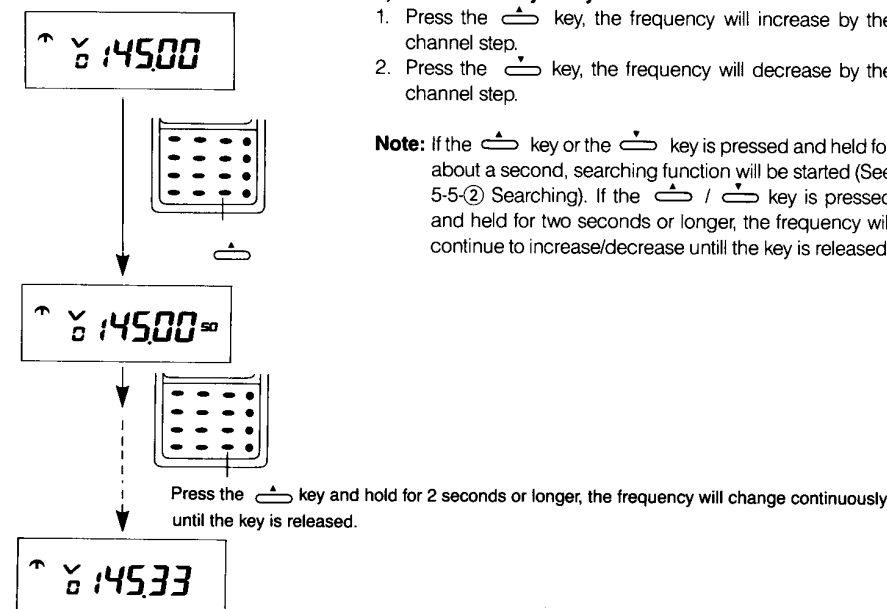 1. Press the key, the frequency will increase by the
channel step.
2. Press the key, the frequency will decrease by the
channel step.
Note: If the key or the key is pressed and held fo
about a second, searching function will be started (See
5-5-② Searching). If the / key is pressed
and held for two seconds or longer, the frequency wil
continue to increase/decrease untill the key is released
145.00
145.00 50
Press the key and hold for 2 seconds or longer, the frequency will change continuously
until the key is released.
145.33